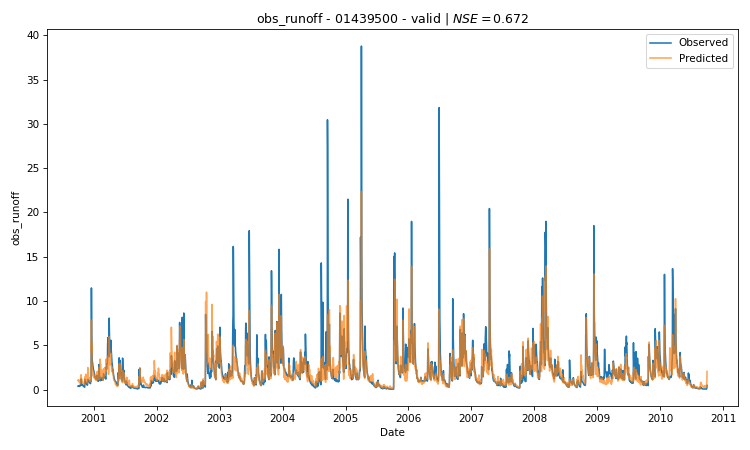 obs_runoff - 01439500 - valid | NSE = 0.672
Observed
Predicted
obs_runoff
40
35
30
25
20
15
10
5
0
2001 2002 2003 2004 2005 2006 2007 2008 2009 2010 2011
Date